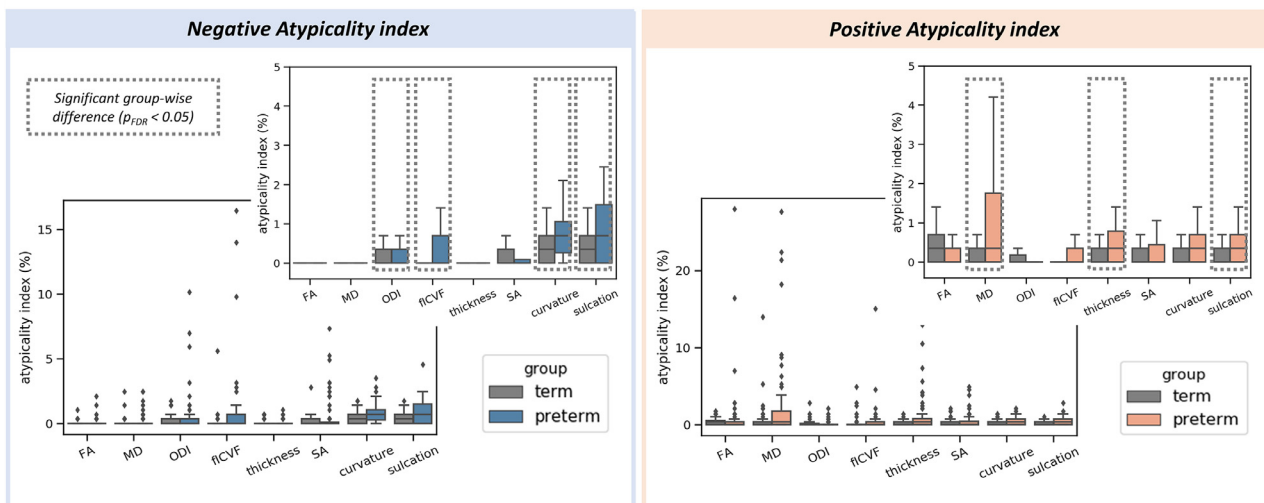 Negative Atypicality index
Significant group-wise
difference (pFDR < 0.05)
atypicality index (%)
5
4
3
2
1
0
FA MD ODI fICVF thickness SA curvature sulcation
atypicality index (%)
15
10
5
0
FA MD ODI fICVF thickness SA curvature sulcation
group
term
preterm
Positive Atypicality index
atypicality index (%)
5
4
3
2
1
0
FA MD ODI fICVF thickness SA curvature sulcation
atypicality index (%)
20
10
0
FA MD ODI fICVF thickness SA curvature sulcation
group
term
preterm